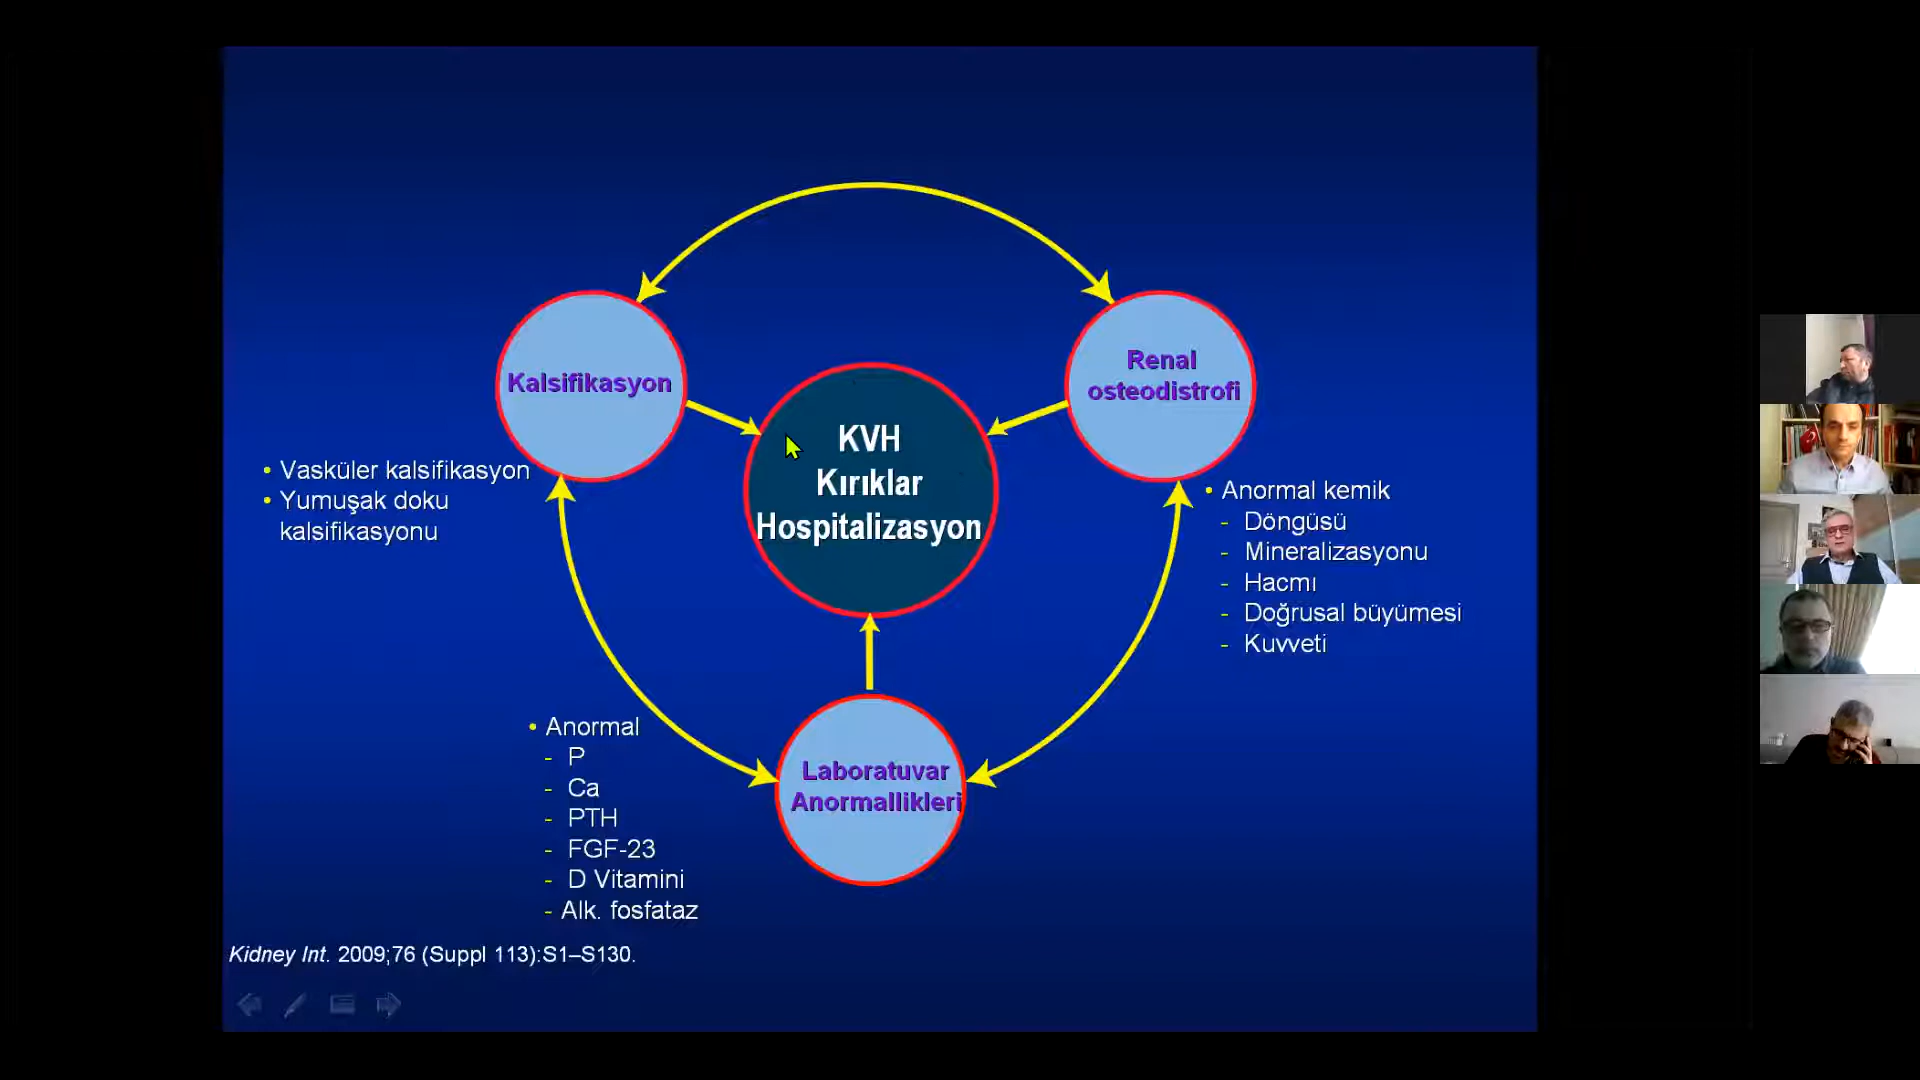 Kalsifikasyon
Renal
osteodistrofi
KVH
Kırıklar
Hospitalizasyon
• Vasküler kalsifikasyon
• Yumuşak doku
kalsifikasyonu
• Anormal kemik
- Döngüsü
- Mineralizasyonu
- Hacmı
- Doğrusal büyümesi
- Kuvveti
• Anormal
- P
- Ca
- PTH
- FGF-23
- D Vitamini
- Alk. fosfataz
Laboratuvar
Anormallikleri
Kidney Int. 2009;76 (Suppl 113):S1–S130.